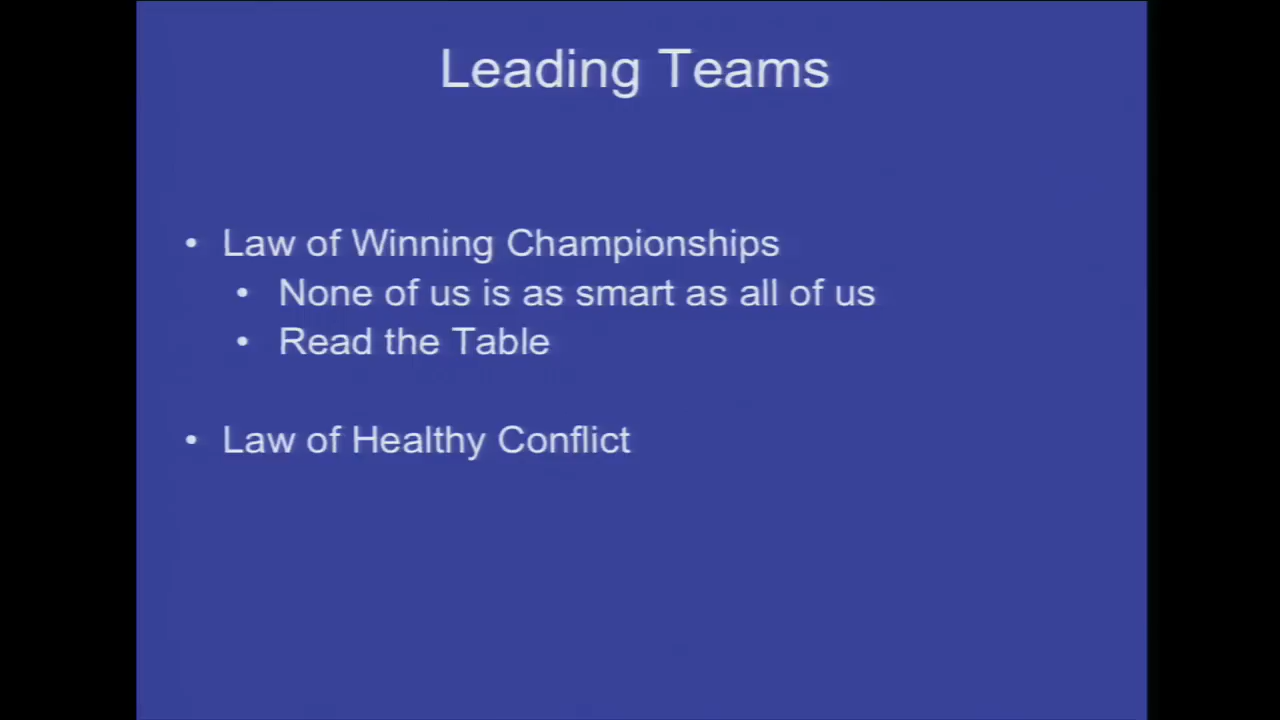 Leading Teams
• Law of Winning Championships
• None of us is as smart as all of us
• Read the Table
• Law of Healthy Conflict